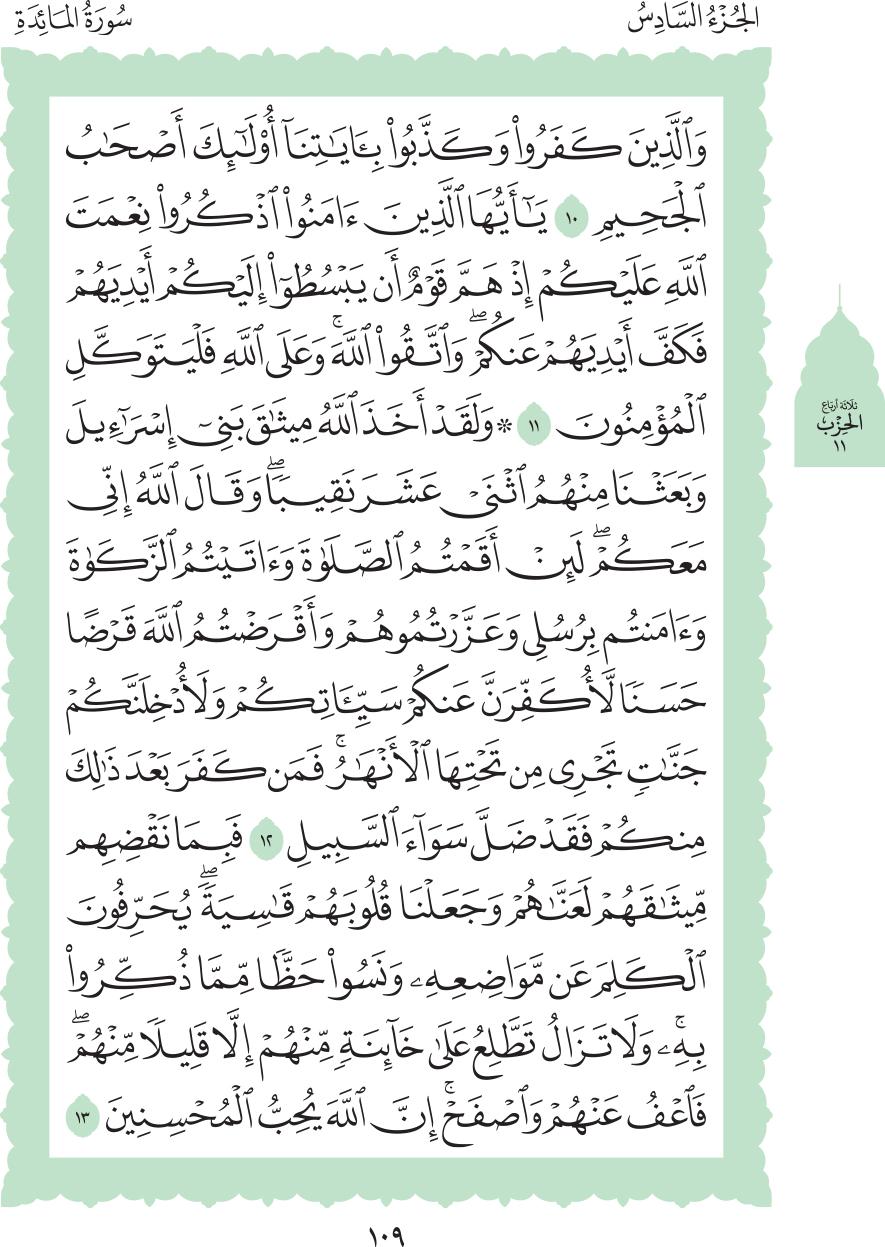 الجُزْءُ السَّادِسُ
سُورَةُ المَائِدَةِ
وَٱلَّذِينَ كَفَرُوا۟ وَكَذَّبُوا۟ بِـَٔايَـٰتِنَآ أُو۟لَـٰٓئِكَ أَصْحَـٰبُ
ٱلْجَحِيمِ ١٠ يَـٰٓأَيُّهَا ٱلَّذِينَ ءَامَنُوا۟ ٱذْكُرُوا۟ نِعْمَتَ
ٱللَّهِ عَلَيْكُمْ إِذْ هَمَّ قَوْمٌ أَن يَبْسُطُوٓا۟ إِلَيْكُمْ أَيْدِيَهُمْ
فَكَفَّ أَيْدِيَهُمْ عَنكُمْ ۖ وَٱتَّقُوا۟ ٱللَّهَ ۚ وَعَلَى ٱللَّهِ فَلْيَتَوَكَّلِ
ٱلْمُؤْمِنُونَ ١١ ۞ وَلَقَدْ أَخَذَ ٱللَّهُ مِيثَـٰقَ بَنِىٓ إِسْرَٰٓءِيلَ
وَبَعَثْنَا مِنْهُمُ ٱثْنَىْ عَشَرَ نَقِيبًا ۖ وَقَالَ ٱللَّهُ إِنِّى
مَعَكُمْ ۖ لَئِنْ أَقَمْتُمُ ٱلصَّلَوٰةَ وَءَاتَيْتُمُ ٱلزَّكَوٰةَ
وَءَامَنتُم بِرُسُلِى وَعَزَّرْتُمُوهُمْ وَأَقْرَضْتُمُ ٱللَّهَ قَرْضًا
حَسَنًا لَّأُكَفِّرَنَّ عَنكُمْ سَيِّـَٔاتِكُمْ وَلَأُدْخِلَنَّكُمْ
جَنَّـٰتٍ تَجْرِى مِن تَحْتِهَا ٱلْأَنْهَـٰرُ ۚ فَمَن كَفَرَ بَعْدَ ذَٰلِكَ
مِنكُمْ فَقَدْ ضَلَّ سَوَآءَ ٱلسَّبِيلِ ١٢ فَبِمَا نَقْضِهِم
مِّيثَـٰقَهُمْ لَعَنَّـٰهُمْ وَجَعَلْنَا قُلُوبَهُمْ قَـٰسِيَةً ۖ يُحَرِّفُونَ
ٱلْكَلِمَ عَن مَّوَاضِعِهِۦ وَنَسُوا۟ حَظًّا مِّمَّا ذُكِّرُوا۟
بِهِۦ ۚ وَلَا تَزَالُ تَطَّلِعُ عَلَىٰ خَآئِنَةٍ مِّنْهُمْ إِلَّا قَلِيلًا مِّنْهُمْ ۖ
فَٱعْفُ عَنْهُمْ وَٱصْفَحْ ۚ إِنَّ ٱللَّهَ يُحِبُّ ٱلْمُحْسِنِينَ ١٣
ثلاثة أرباع
الحِزْب
١١
١٠٩